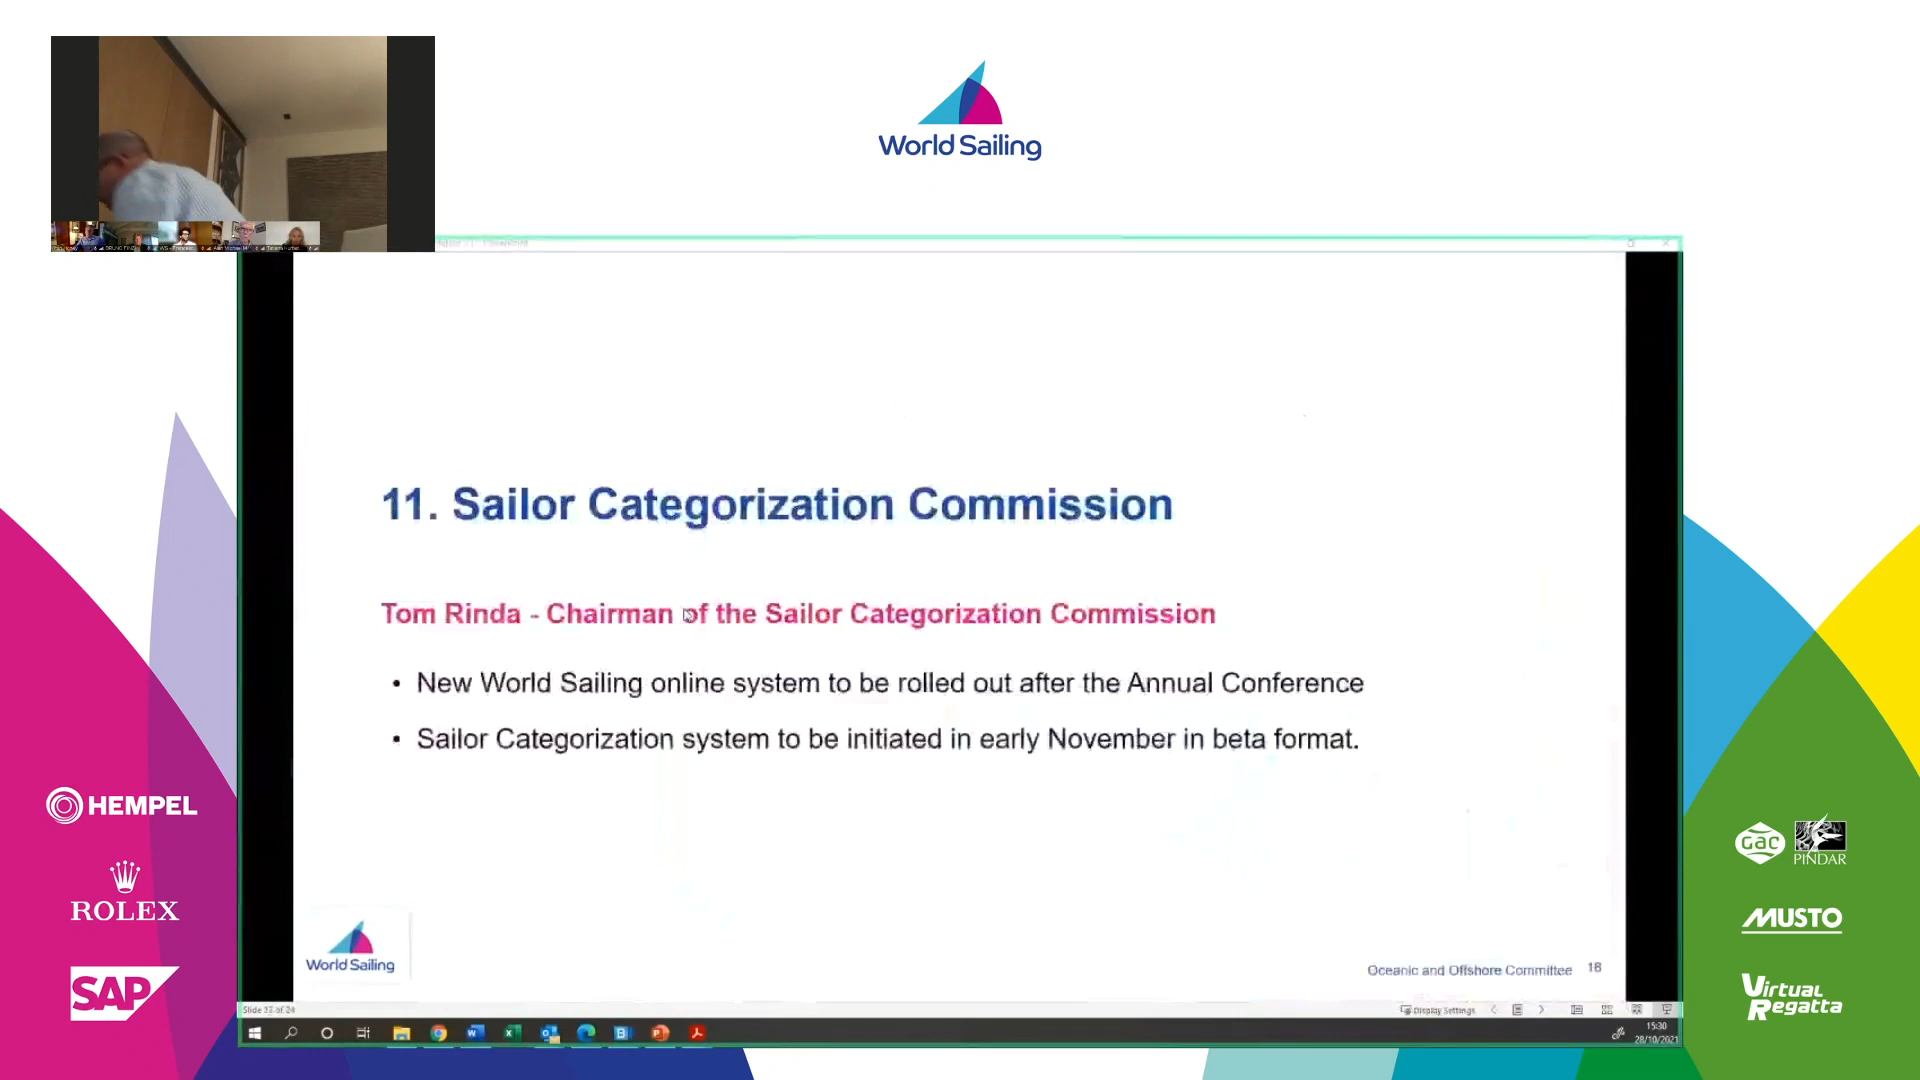 World Sailing
11. Sailor Categorization Commission
Tom Rinda - Chairman of the Sailor Categorization Commission
• New World Sailing online system to be rolled out after the Annual Conference
• Sailor Categorization system to be initiated in early November in beta format.
World Sailing
Oceanic and Offshore Committee 18
Display Settings
15:30
28/10/2021
HEMPEL
ROLEX
SAP
GAC
PINDAR
MUSTO
Virtual
Regatta